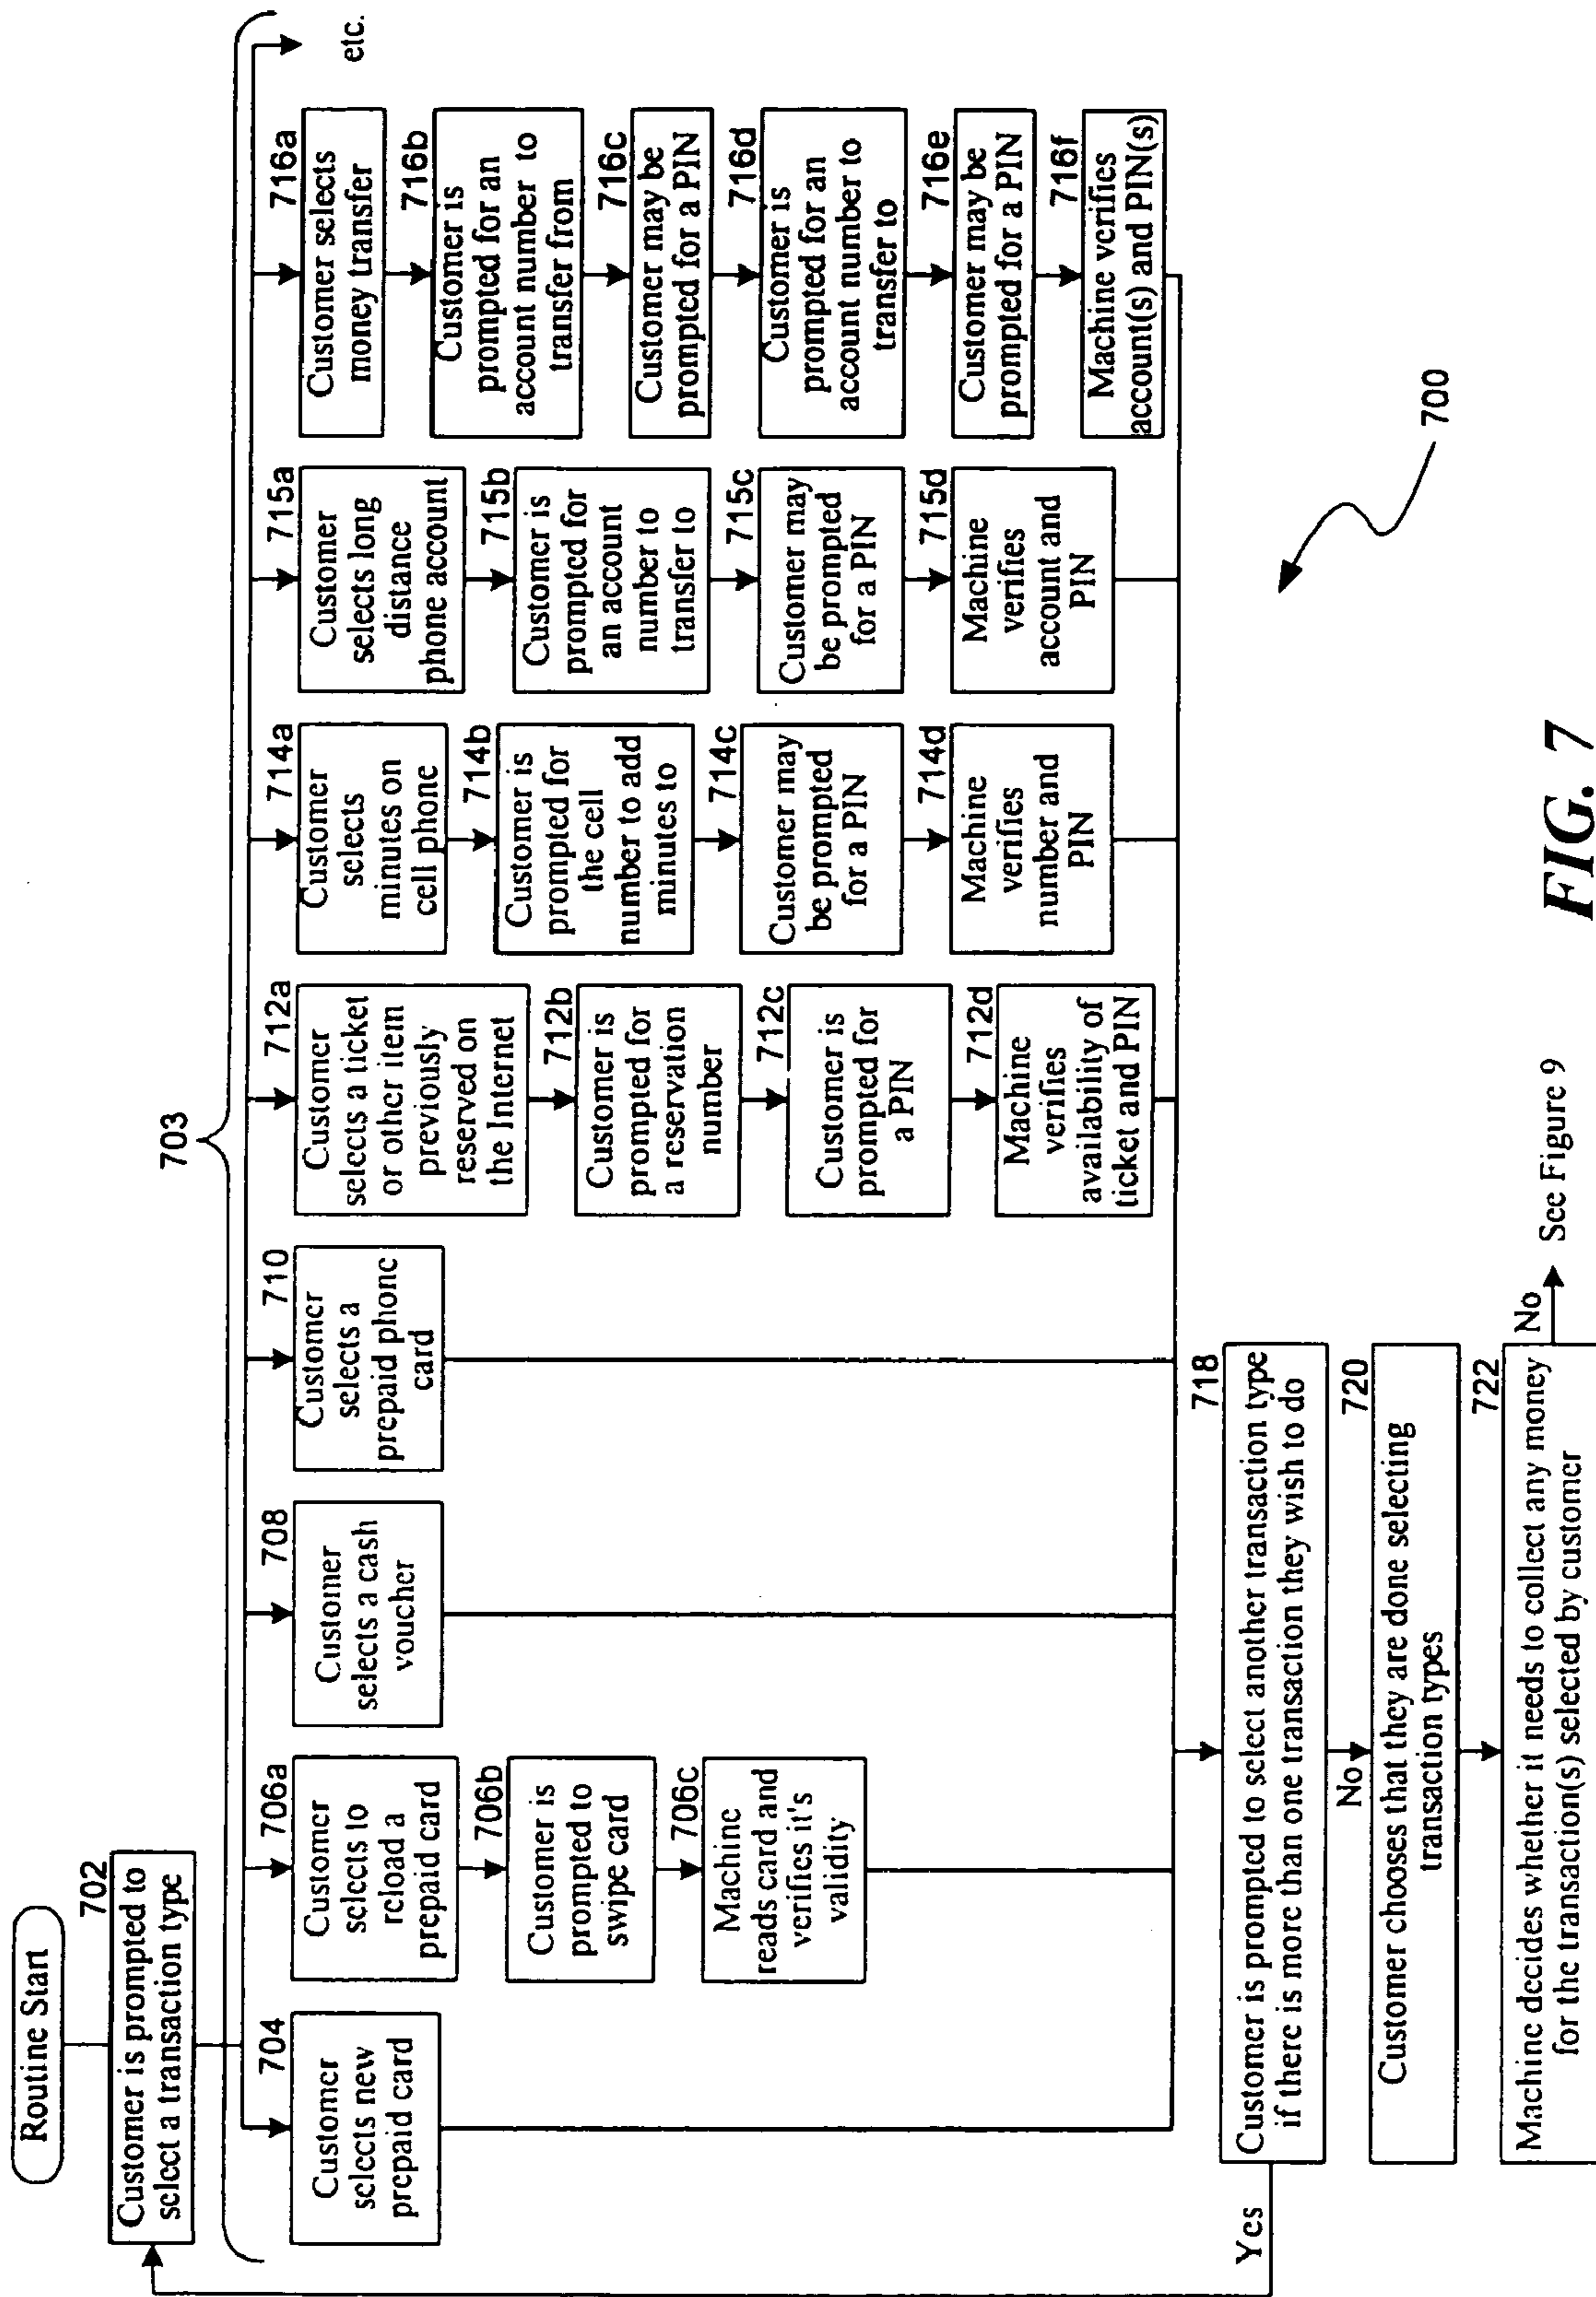 Routine Start
702
Customer is prompted to
select a transaction type
703
704
Customer
selects new
prepaid card
706a
Customer
selects to
reload a
prepaid card
706b
Customer is
prompted to
swipe card
706c
Machine
reads card and
verifies it's
validity
708
Customer
selects a cash
voucher
710
Customer
selects a
prepaid phone
card
712a
Customer
selects a ticket
or other item
previously
reserved on
the Internet
712b
Customer is
prompted for
a reservation
number
712c
Customer is
prompted for
a PIN
712d
Machine
verifies
availability of
ticket and PIN
714a
Customer
selects
minutes on
cell phone
714b
Customer is
prompted for
the cell
number to add
minutes to
714c
Customer may
be prompted
for a PIN
714d
Machine
verifies
number and
PIN
715a
Customer
selects long
distance
phone account
715b
Customer is
prompted for
an account
number to
transfer to
715c
Customer may
be prompted
for a PIN
715d
Machine
verifies
account and
PIN
716a
Customer selects
money transfer
716b
Customer is
prompted for an
account number to
transfer from
716c
Customer may be
prompted for a PIN
716d
Customer is
prompted for an
account number to
transfer to
716e
Customer may be
prompted for a PIN
716f
Machine verifies
account(s) and PIN(s)
etc.
718
Customer is prompted to select another transaction type
if there is more than one transaction they wish to do
Yes
No
720
Customer chooses that they are done selecting
transaction types
722
Machine decides whether it needs to collect any money
for the transaction(s) selected by customer
No
See Figure 9
700
FIG. 7